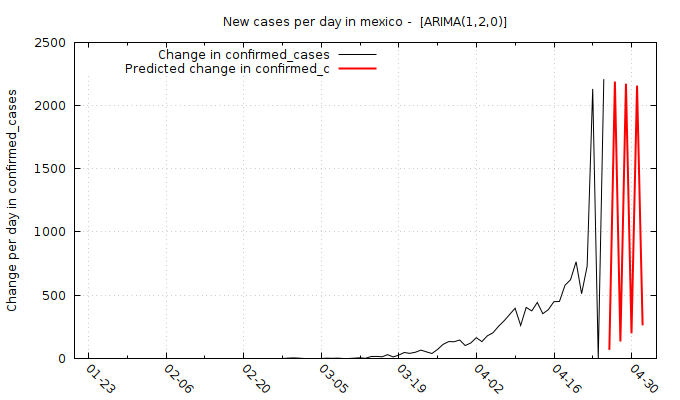 New cases per day in mexico -  [ARIMA(1,2,0)]
Change in confirmed_cases
Predicted change in confirmed_c
Change per day in confirmed_cases
2500
2000
1500
1000
500
0
01-23 02-06 02-20 03-05 03-19 04-02 04-16 04-30